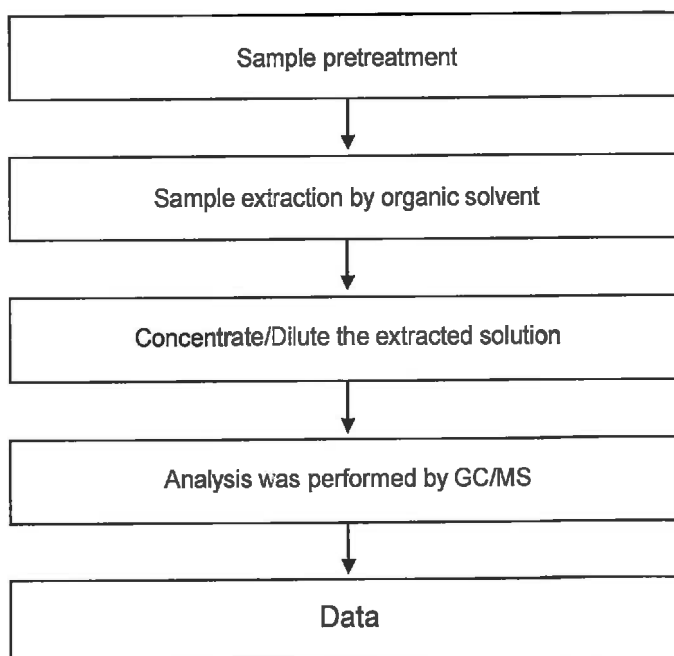 Sample pretreatment
Sample extraction by organic solvent
Concentrate/Dilute the extracted solution
Analysis was performed by GC/MS
Data